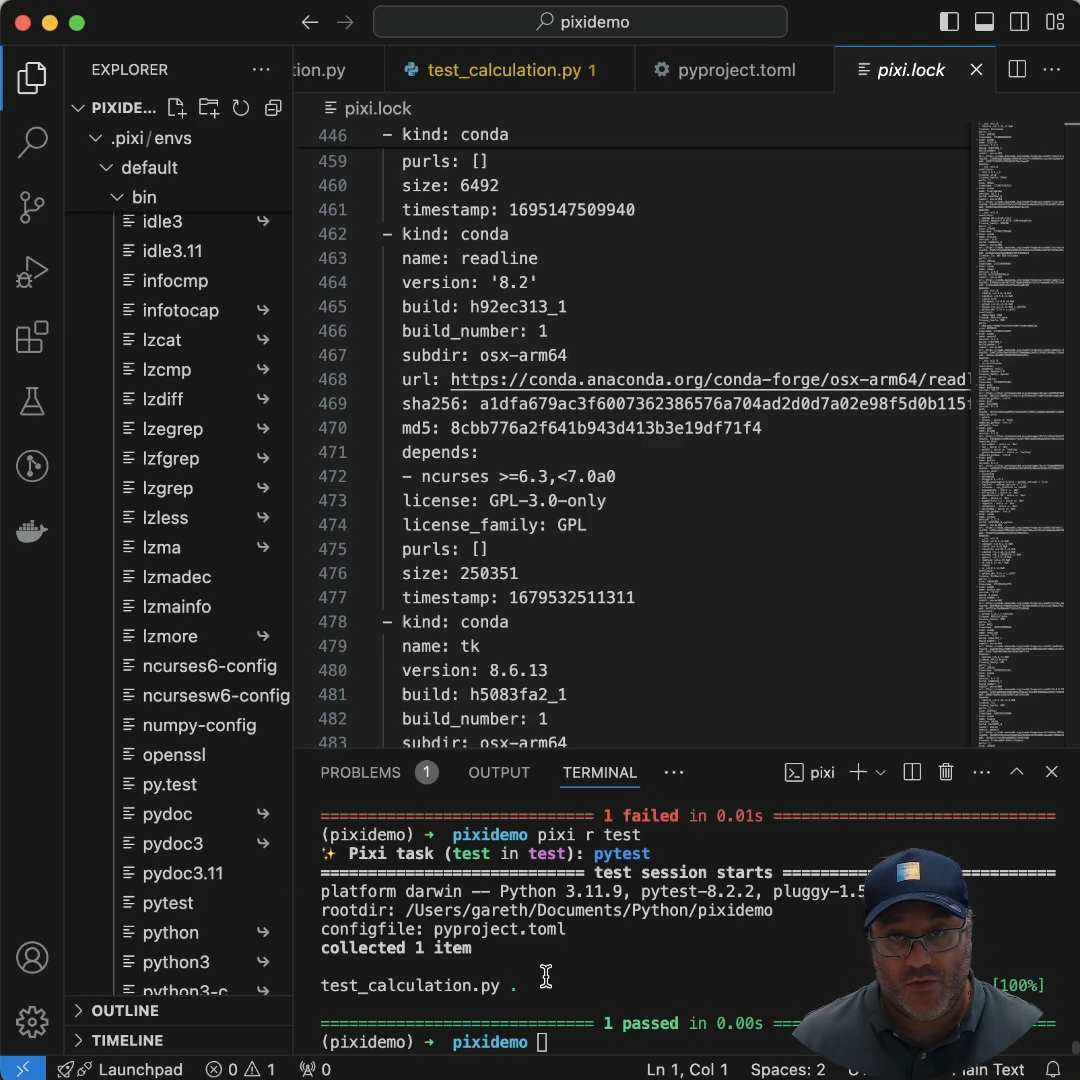 pixidemo
EXPLORER
tion.py
test_calculation.py 1
pyproject.toml
pixi.lock
PIXIDE...
pixi.lock
.pixi/envs
default
bin
idle3
idle3.11
infocmp
infotocap
lzcat
lzcmp
lzdiff
lzegrep
lzfgrep
lzgrep
lzless
lzma
lzmadec
lzmainfo
lzmore
ncurses6-config
ncursesw6-config
numpy-config
openssl
py.test
pydoc
pydoc3
pydoc3.11
pytest
python
python3
python3-c
OUTLINE
TIMELINE
446 - kind: conda
459 purls: []
460 size: 6492
461 timestamp: 1695147509940
462 - kind: conda
463 name: readline
464 version: '8.2'
465 build: h92ec313_1
466 build_number: 1
467 subdir: osx-arm64
468 url: https://conda.anaconda.org/conda-forge/osx-arm64/read
469 sha256: a1dfa679ac3f6007362386576a704ad2d0d7a02e98f5d0b115f
470 md5: 8cbb776a2f641b943d413b3e19df71f4
471 depends:
472 - ncurses >=6.3,<7.0a0
473 license: GPL-3.0-only
474 license_family: GPL
475 purls: []
476 size: 250351
477 timestamp: 1679532511311
478 - kind: conda
479 name: tk
480 version: 8.6.13
481 build: h5083fa2_1
482 build_number: 1
483 subdir: osx-arm64
PROBLEMS 1 OUTPUT TERMINAL ... pixi
1 failed in 0.01s
(pixidemo) ➜ pixidemo pixi r test
✨ Pixi task (test in test): pytest
test session starts
platform darwin -- Python 3.11.9, pytest-8.2.2, pluggy-1.5
rootdir: /Users/gareth/Documents/Python/pixidemo
configfile: pyproject.toml
collected 1 item
test_calculation.py . [100%]
1 passed in 0.00s
(pixidemo) ➜ pixidemo
Launchpad 0 1 0 Ln 1, Col 1 Spaces: 2 Text